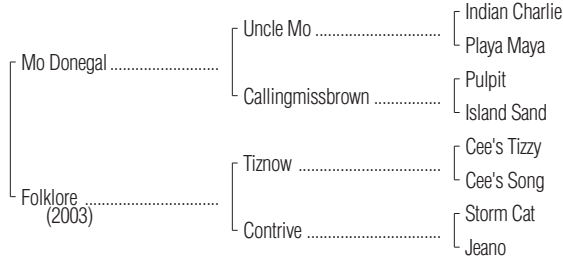 Indian Charlie
Uncle Mo ..........................
Playa Maya
Mo Donegal .......................
Pulpit
Callingmissbrown ................
Island Sand
Cee's Tizzy
Tiznow ..............................
Cee's Song
Folklore ............................
(2003)
Storm Cat
Contrive ............................
Jeano